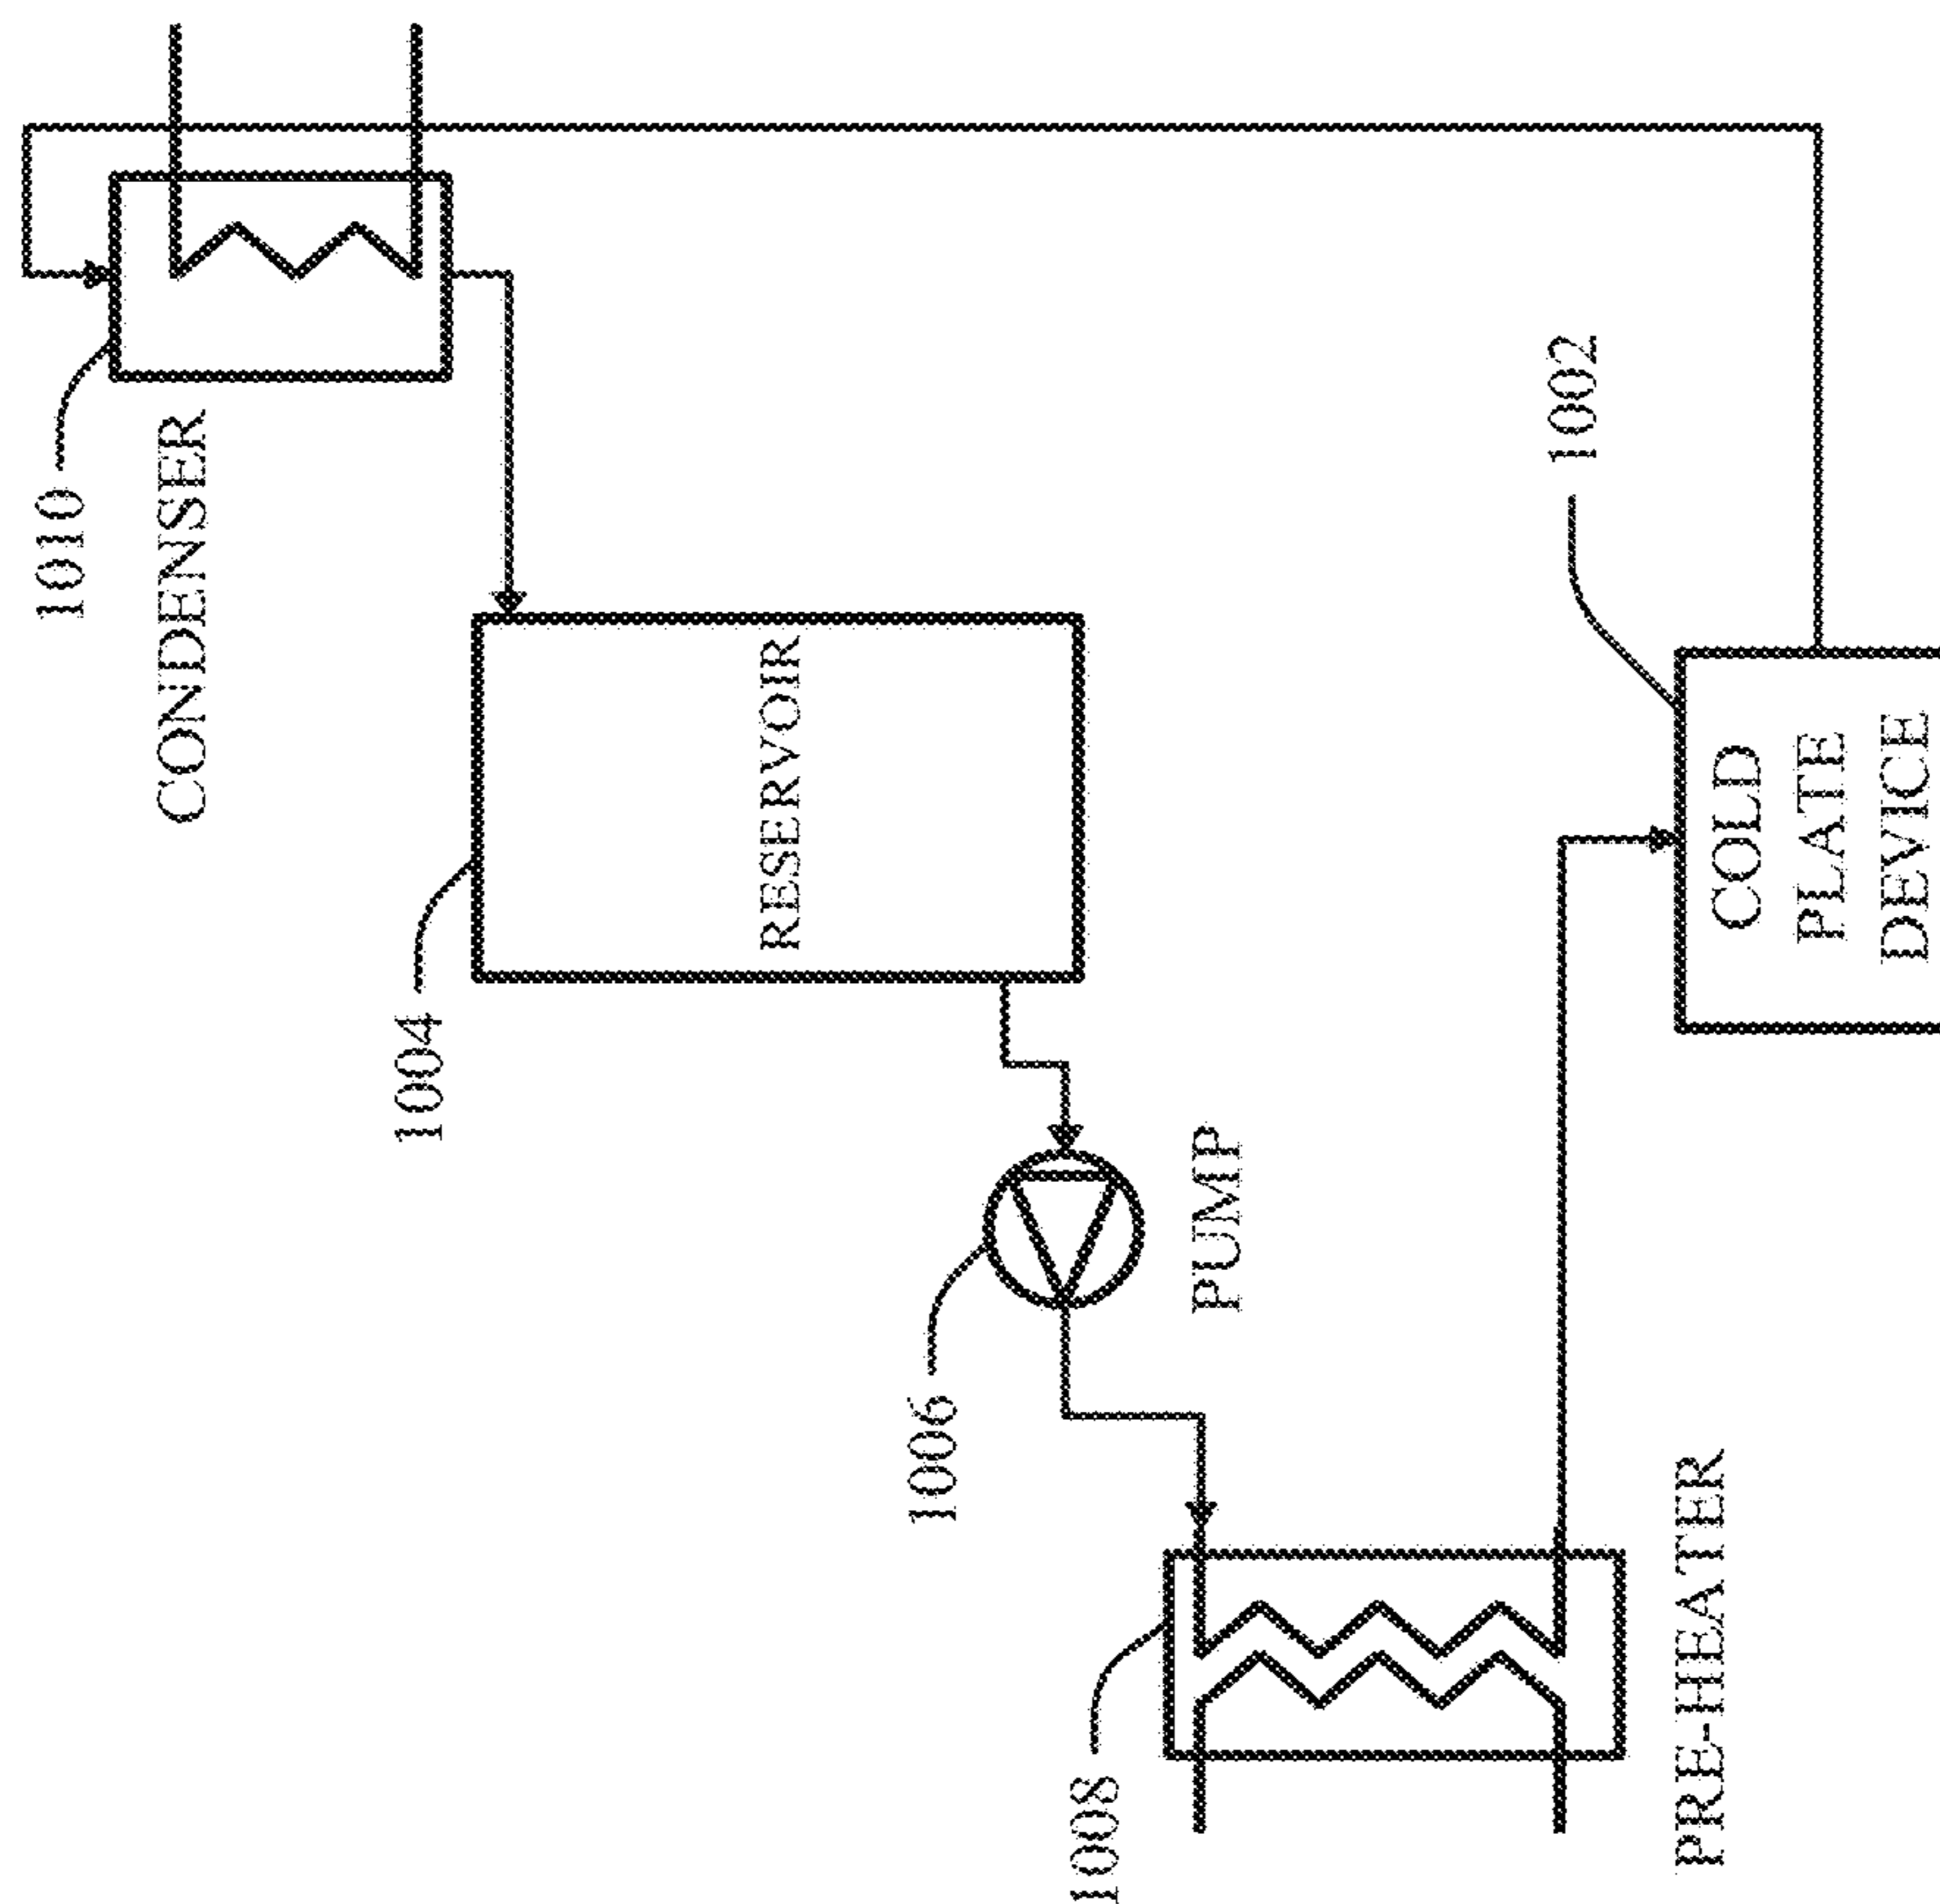 1010
CONDENSER
1004
RESERVOIR
1006
PUMP
1008
PRE-HEATER
1002
COLD
PLATE
DEVICE